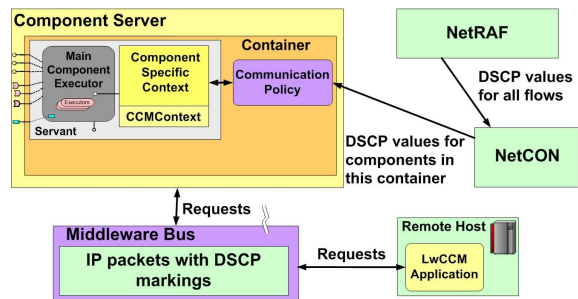 Component Server
Container
Main
Component
Executor
Executors
Component
Specific
Context
CCMContext
Servant
Communication
Policy
NetRAF
DSCP values
for all flows
NetCON
DSCP values for
components in
this container
Requests
Middleware Bus
IP packets with DSCP
markings
Requests
Remote Host
LwCCM
Application